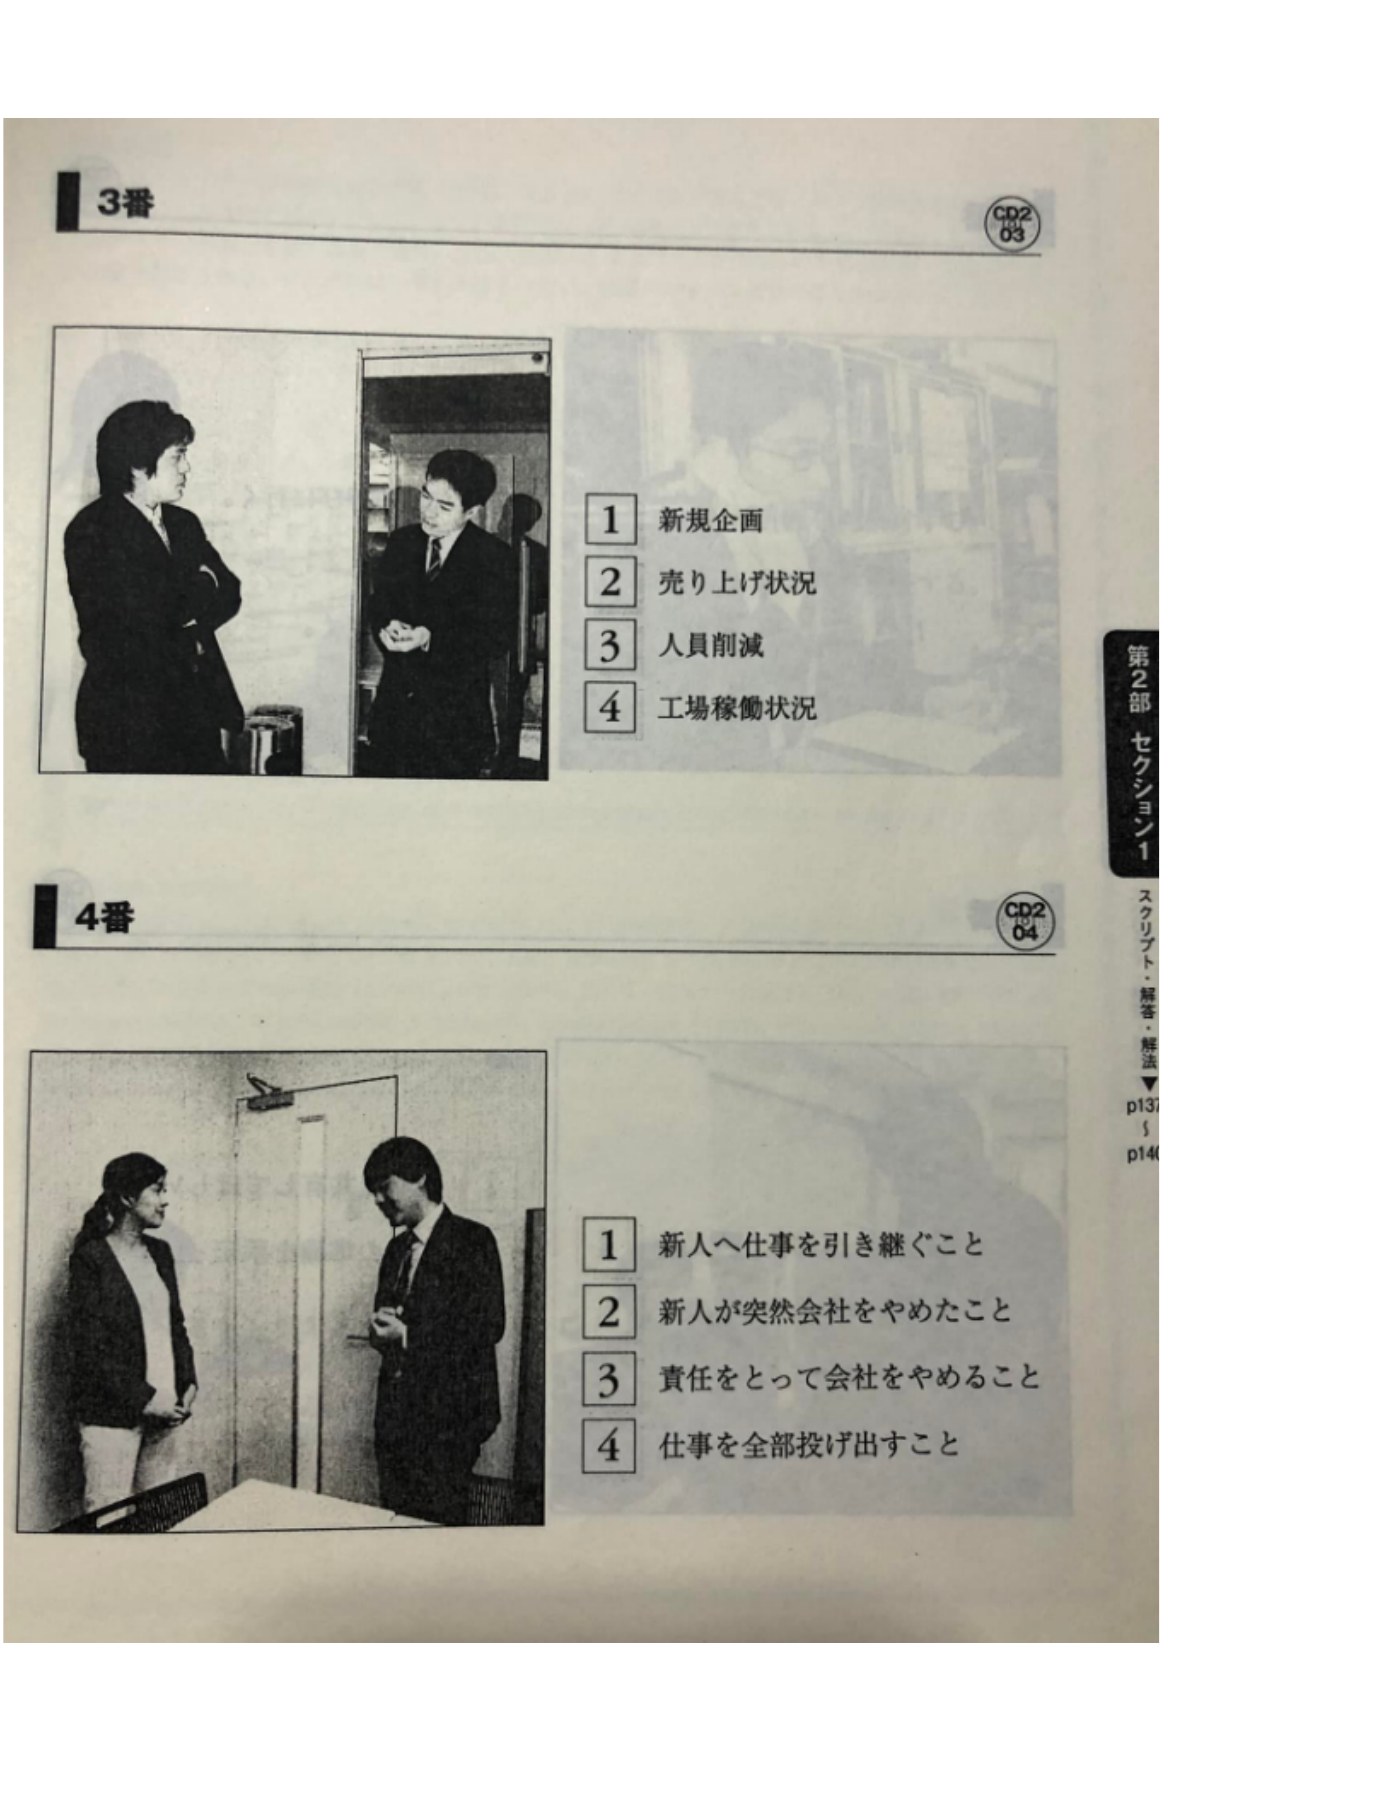 3番
CD2
03
1 新規企画
2 売り上げ状況
3 人員削減
4 工場稼働状況
4番
CD2
04
1 新人へ仕事を引き継ぐこと
2 新人が突然会社をやめたこと
3 責任をとって会社をやめること
4 仕事を全部投げ出すこと
第2部 セクション1
スクリプト・解答・解法▼
p137
〜
p140